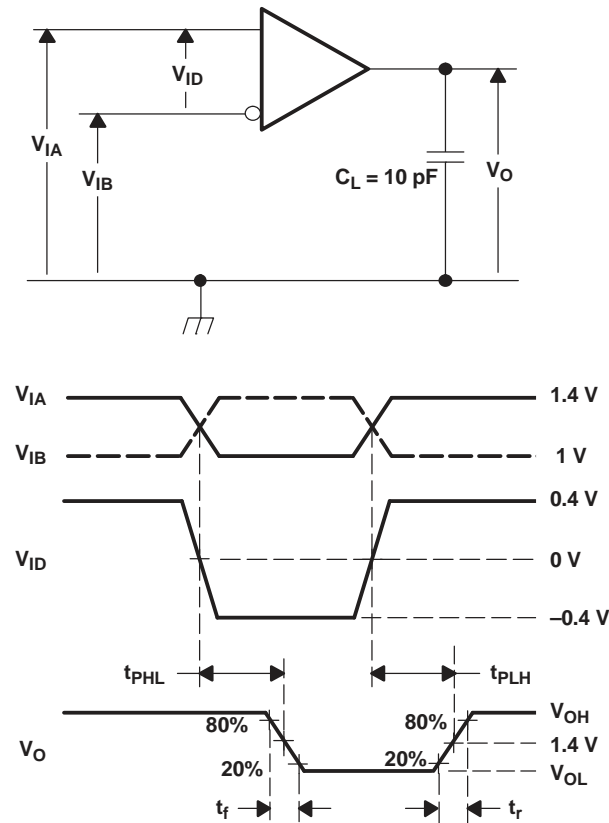 V_ID
V_IA
V_IB
C_L = 10 pF
V_O
V_IA
1.4 V
V_IB
1 V
0.4 V
V_ID
0 V
–0.4 V
t_PHL
t_PLH
V_OH
80%
80%
1.4 V
V_O
20%
20%
V_OL
t_f
t_r